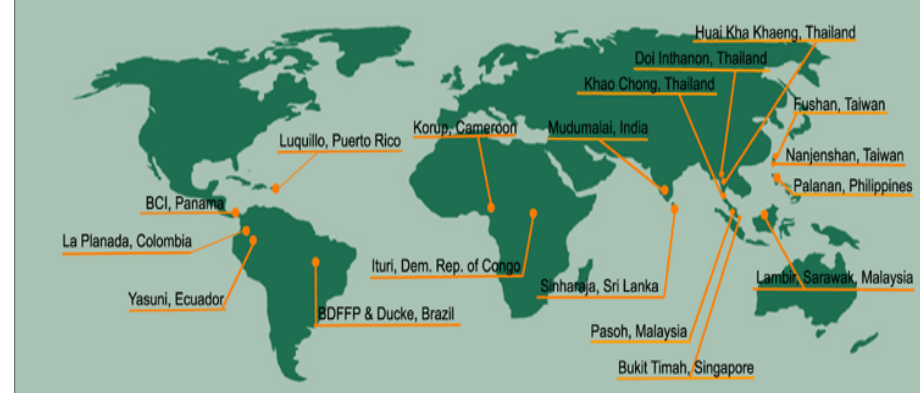 Huai Kha Khaeng, Thailand
Doi Inthanon, Thailand
Khao Chong, Thailand
Fushan, Taiwan
Korup, Cameroon
Mudumalai, India
Luquillo, Puerto Rico
Nanjenshan, Taiwan
Palanan, Philippines
BCI, Panama
La Planada, Colombia
Ituri, Dem. Rep. of Congo
Sinharaja, Sri Lanka
Lambir, Sarawak, Malaysia
Yasuni, Ecuador
BDFFP & Ducke, Brazil
Pasoh, Malaysia
Bukit Timah, Singapore